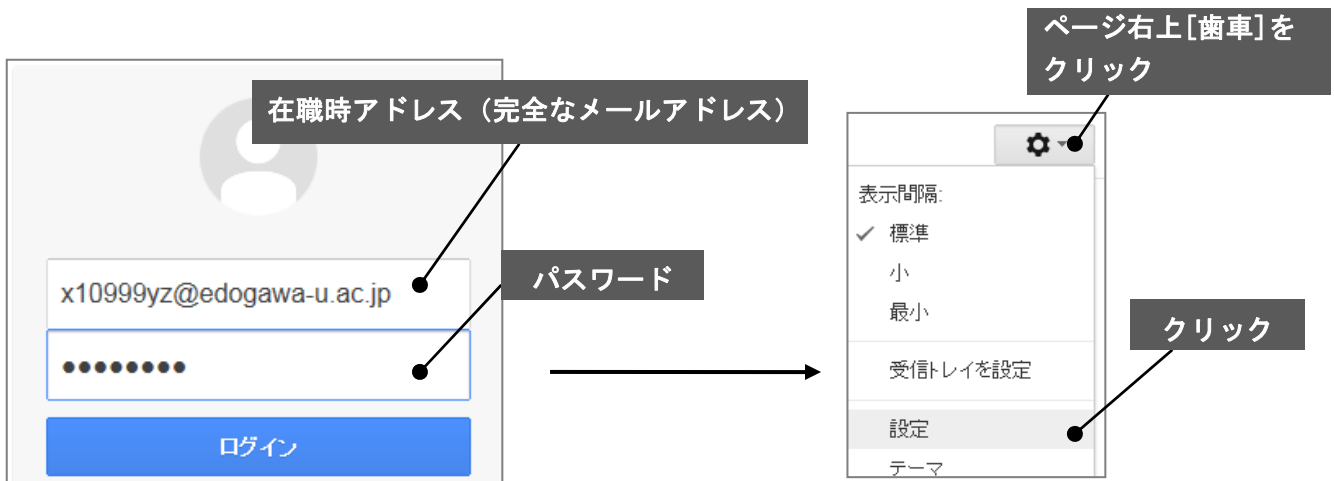 ページ右上[歯車]を
クリック
在職時アドレス（完全なメールアドレス）
x10999yz@edogawa-u.ac.jp
パスワード
●●●●●●●●
ログイン
表示間隔:
✓ 標準
小
最小
受信トレイを設定
クリック
設定
テーマ